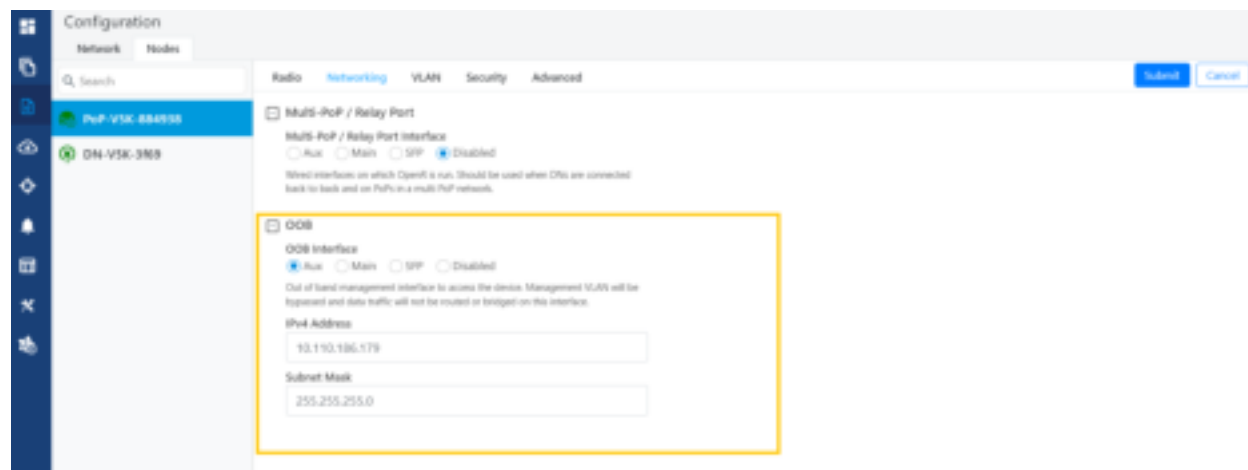 Configuration
Network Nodes
Search
Radio Networking VLAN Security Advanced
Submit Cancel
PoP-V5K-884938
DN-V5K-3f69
Multi-PoP / Relay Port
Multi-PoP / Relay Port Interface
Aux Main SFP Disabled
Wired interfaces on which OpenR is run. Should be used when DNs are connected
back to back and on PoPs in a multi PoP network.
OOB
OOB Interface
Aux Main SFP Disabled
Out of band management interface to access the device. Management VLAN will be
bypassed and data traffic will not be routed or bridged on this interface.
IPv4 Address
10.110.186.179
Subnet Mask
255.255.255.0